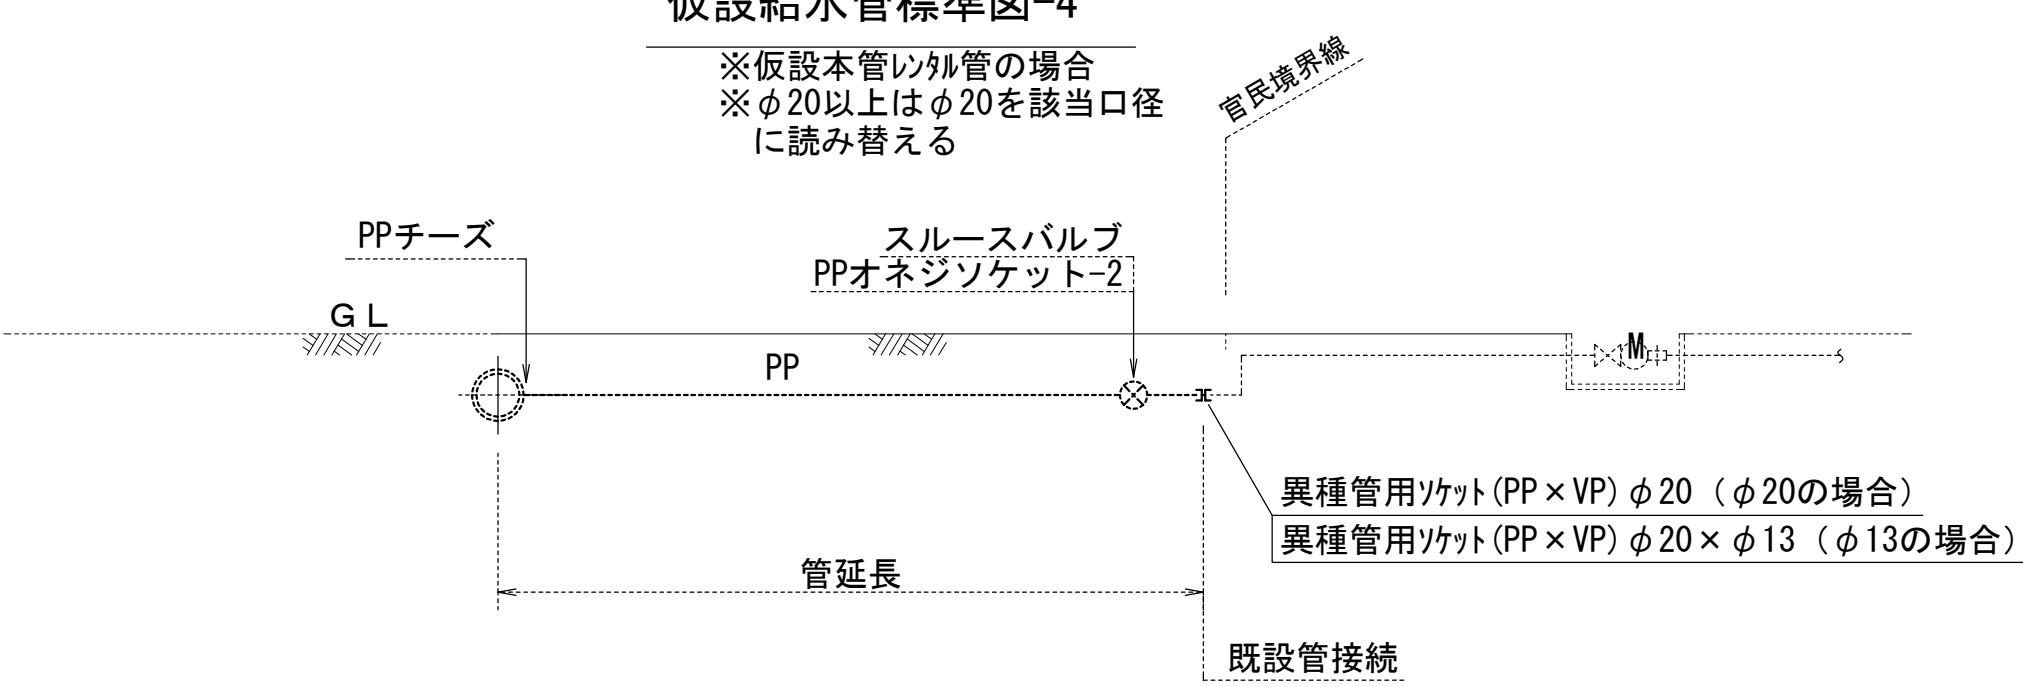 仮設給水管標準図-4
※仮設本管ﾚﾝﾀﾙ管の場合
※φ20以上はφ20を該当口径
に読み替える
官民境界線
PPチーズ
スルースバルブ
PPオネジソケット-2
GL
PP
M
異種管用ｿｹｯﾄ(PP×VP)φ20（φ20の場合）
異種管用ｿｹｯﾄ(PP×VP)φ20×φ13（φ13の場合）
管延長
既設管接続